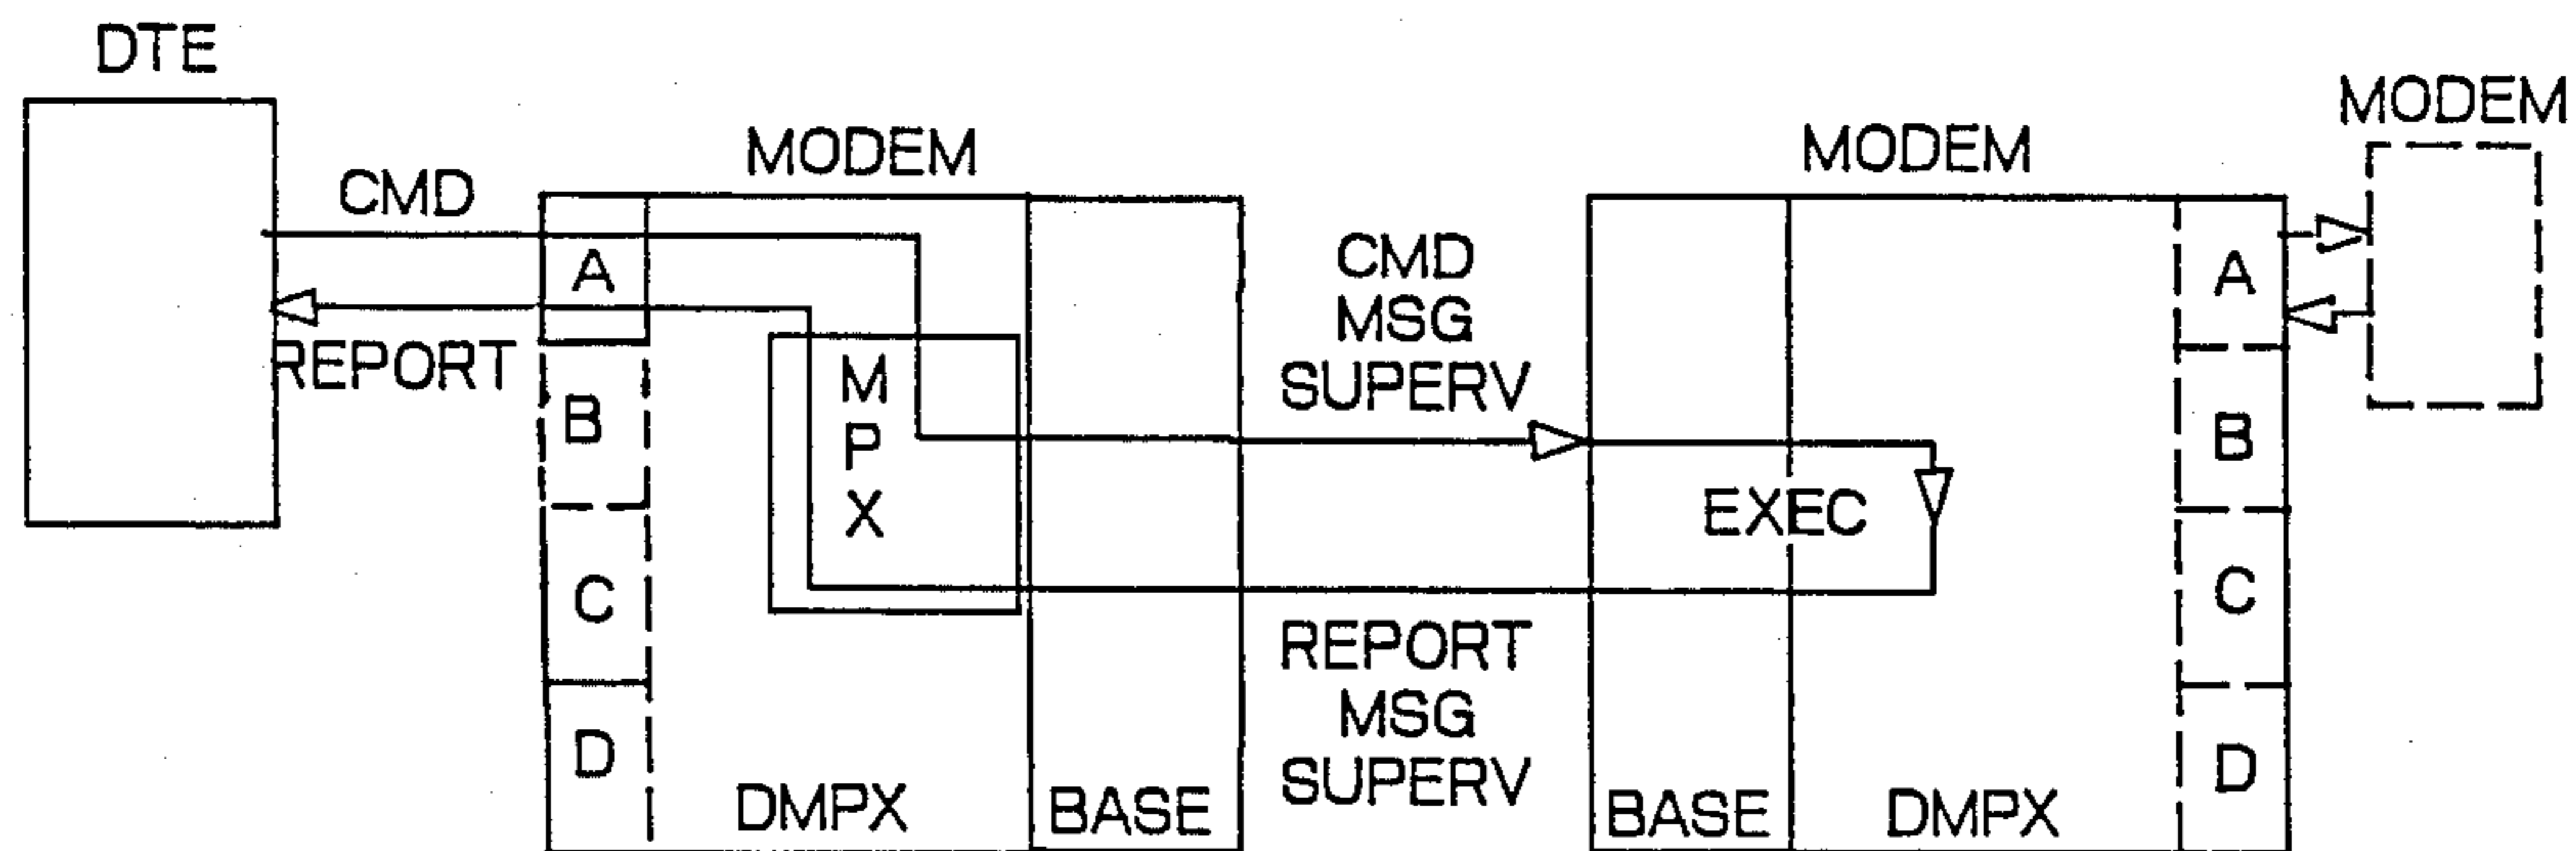 DTE
CMD
REPORT
MODEM
A
B
C
D
M
P
X
DMPX
BASE
CMD
MSG
SUPERV
REPORT
MSG
SUPERV
MODEM
EXEC
BASE
DMPX
A
B
C
D
MODEM